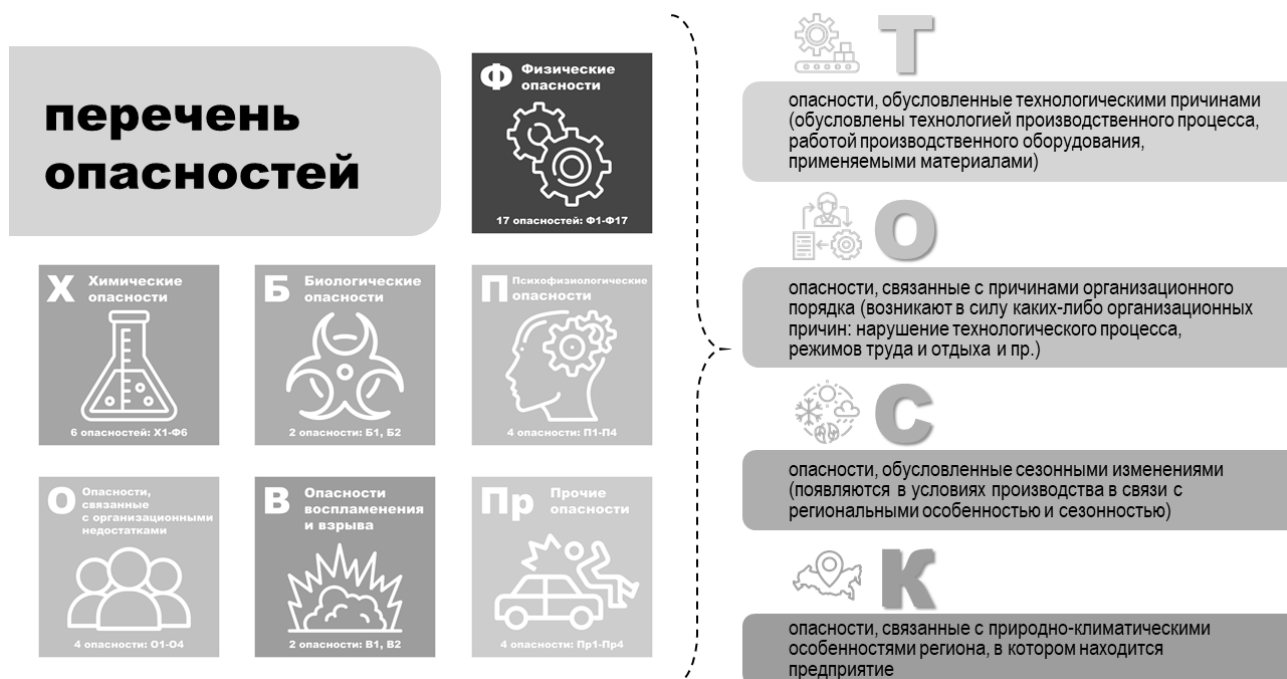 перечень
опасностей
Ф Физические
опасности
17 опасностей: Ф1-Ф17
Х Химические
опасности
6 опасностей: Х1-Ф6
Б Биологические
опасности
2 опасности: Б1, Б2
П Психофизиологические
опасности
4 опасности: П1-П4
О Опасности,
связанные
с организационными
недостатками
4 опасности: О1-О4
В Опасности
воспламенения
и взрыва
2 опасности: В1, В2
Пр Прочие
опасности
4 опасности: Пр1-Пр4
Т
опасности, обусловленные технологическими причинами
(обусловлены технологией производственного процесса,
работой производственного оборудования,
применяемыми материалами)
О
опасности, связанные с причинами организационного
порядка (возникают в силу каких-либо организационных
причин: нарушение технологического процесса,
режимов труда и отдыха и пр.)
С
опасности, обусловленные сезонными изменениями
(появляются в условиях производства в связи с
региональными особенностью и сезонностью)
К
опасности, связанные с природно-климатическими
особенностями региона, в котором находится
предприятие